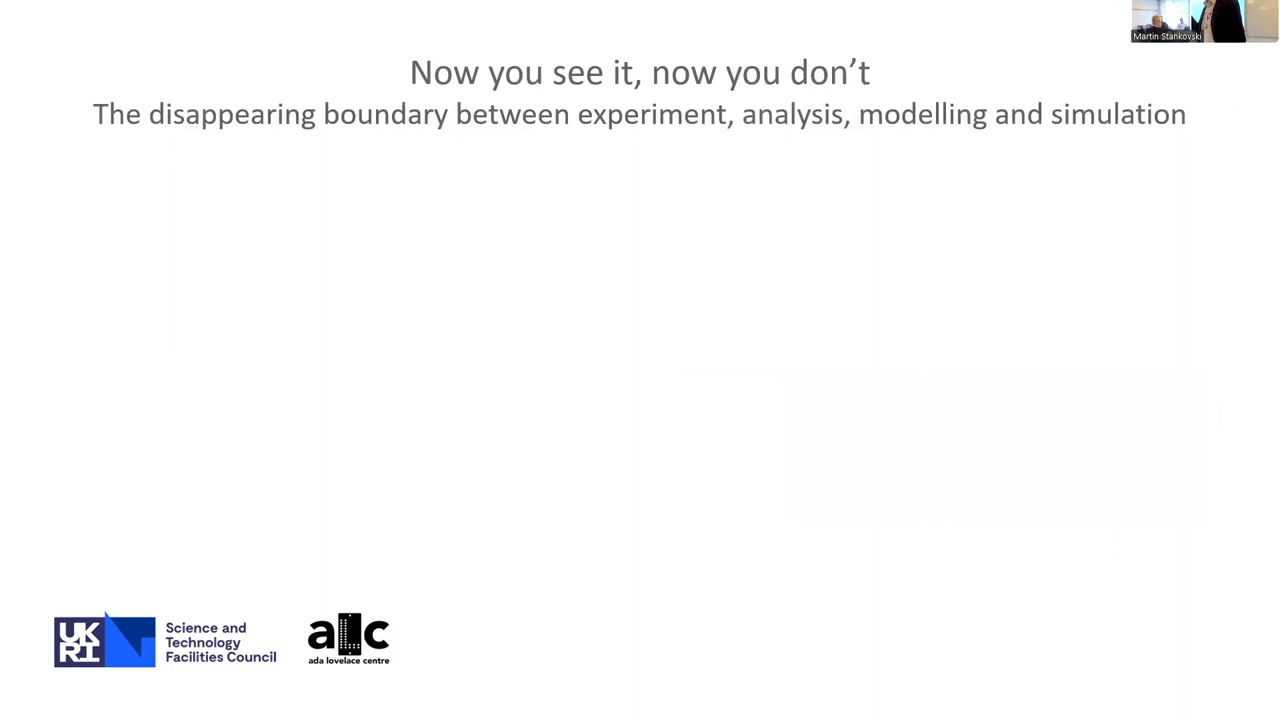 Martin Stankovski
Now you see it, now you don’t
The disappearing boundary between experiment, analysis, modelling and simulation
UK
RI
Science and
Technology
Facilities Council
alc
ada lovelace centre